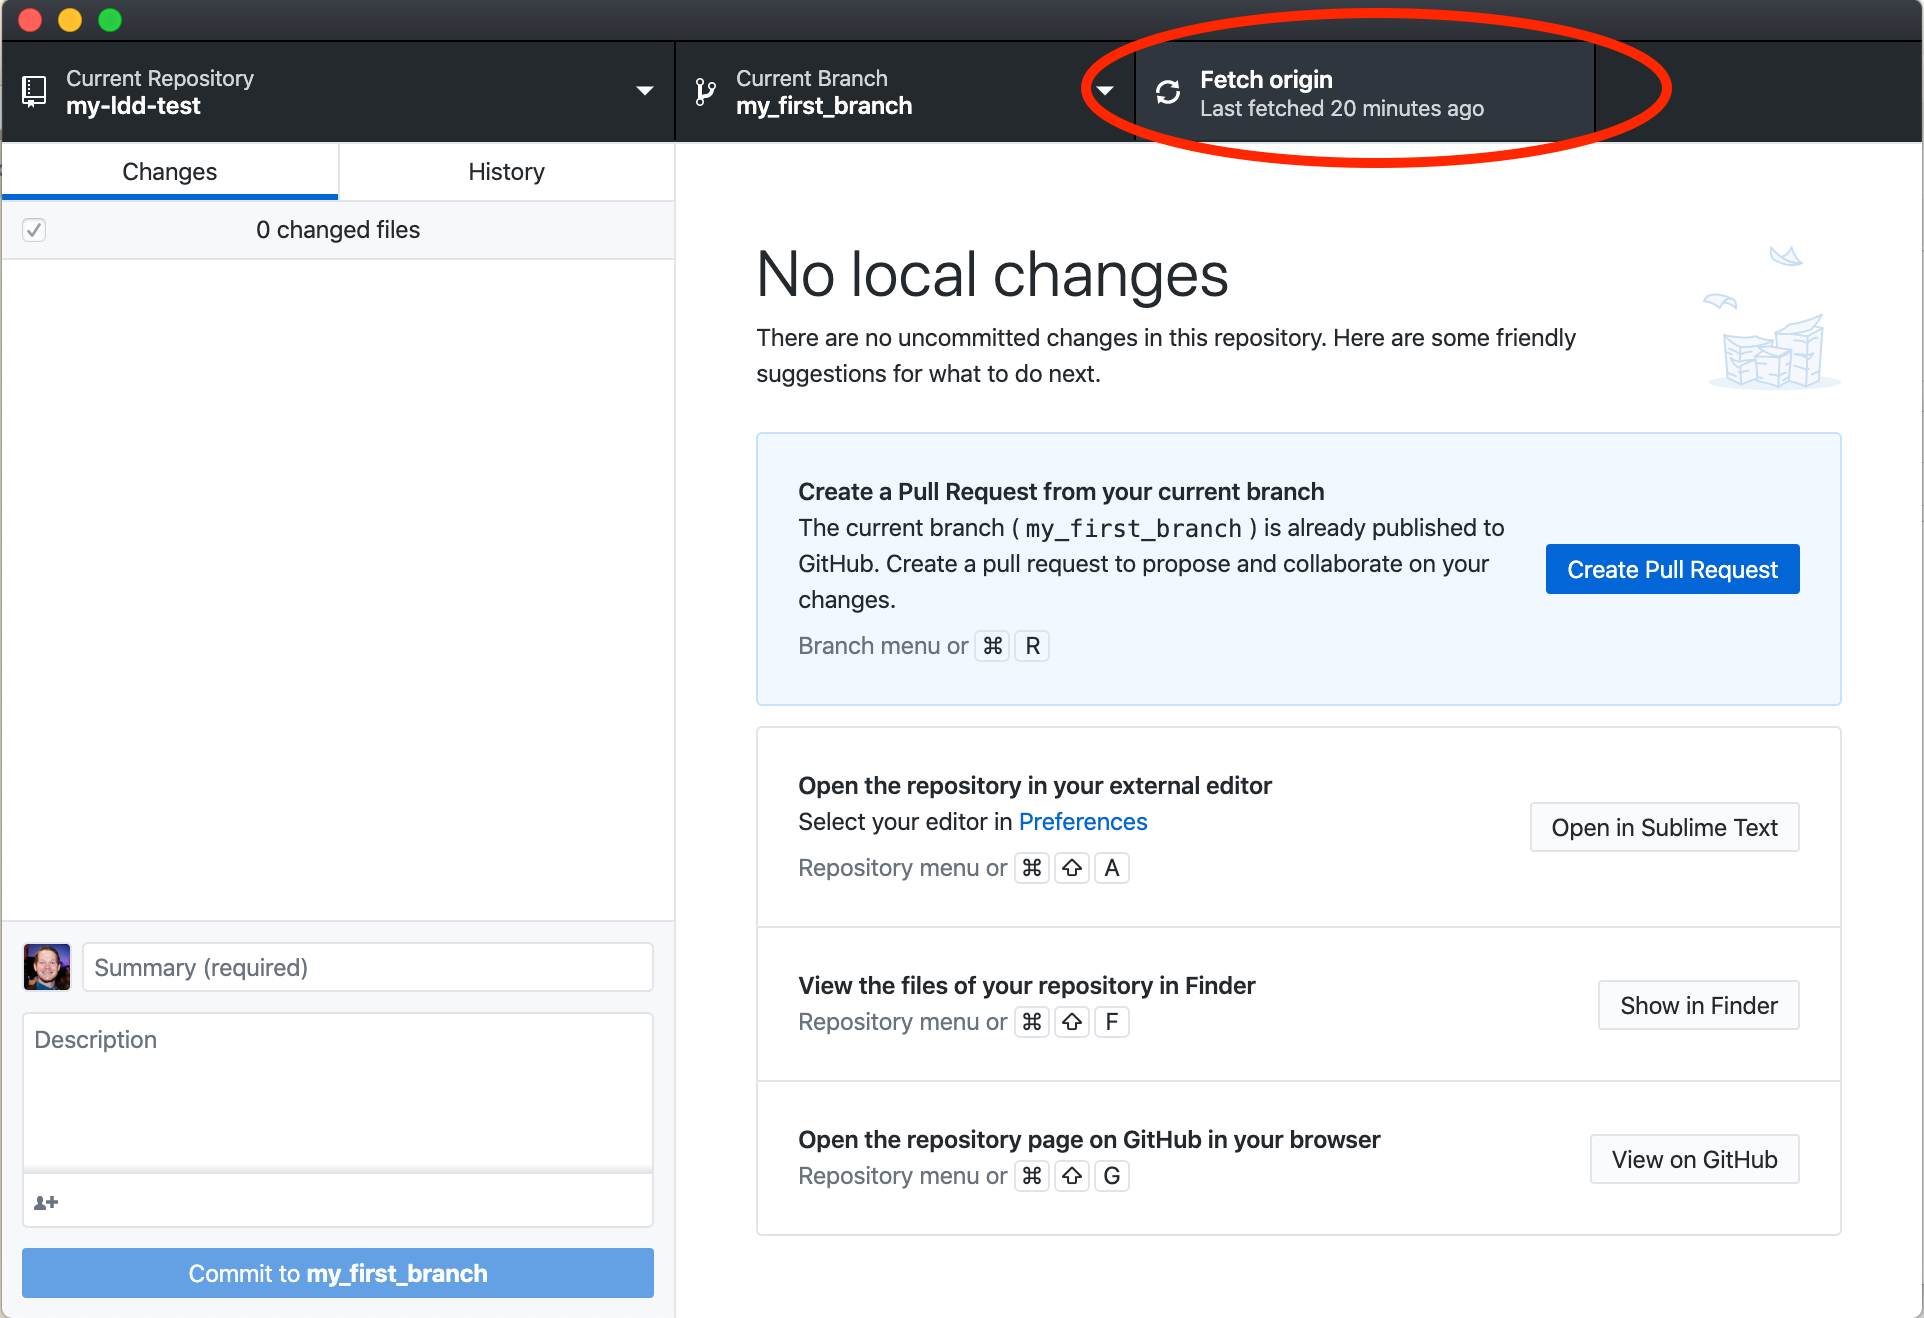 Current Repository
my-ldd-test
Current Branch
my_first_branch
Fetch origin
Last fetched 20 minutes ago
Changes
History
0 changed files
No local changes
There are no uncommitted changes in this repository. Here are some friendly
suggestions for what to do next.
Create a Pull Request from your current branch
The current branch ( my_first_branch ) is already published to
GitHub. Create a pull request to propose and collaborate on your
changes.
Branch menu or ⌘ R
Create Pull Request
Open the repository in your external editor
Select your editor in Preferences
Repository menu or ⌘ ⇧ A
Open in Sublime Text
View the files of your repository in Finder
Repository menu or ⌘ ⇧ F
Show in Finder
Open the repository page on GitHub in your browser
Repository menu or ⌘ ⇧ G
View on GitHub
Summary (required)
Description
Commit to my_first_branch